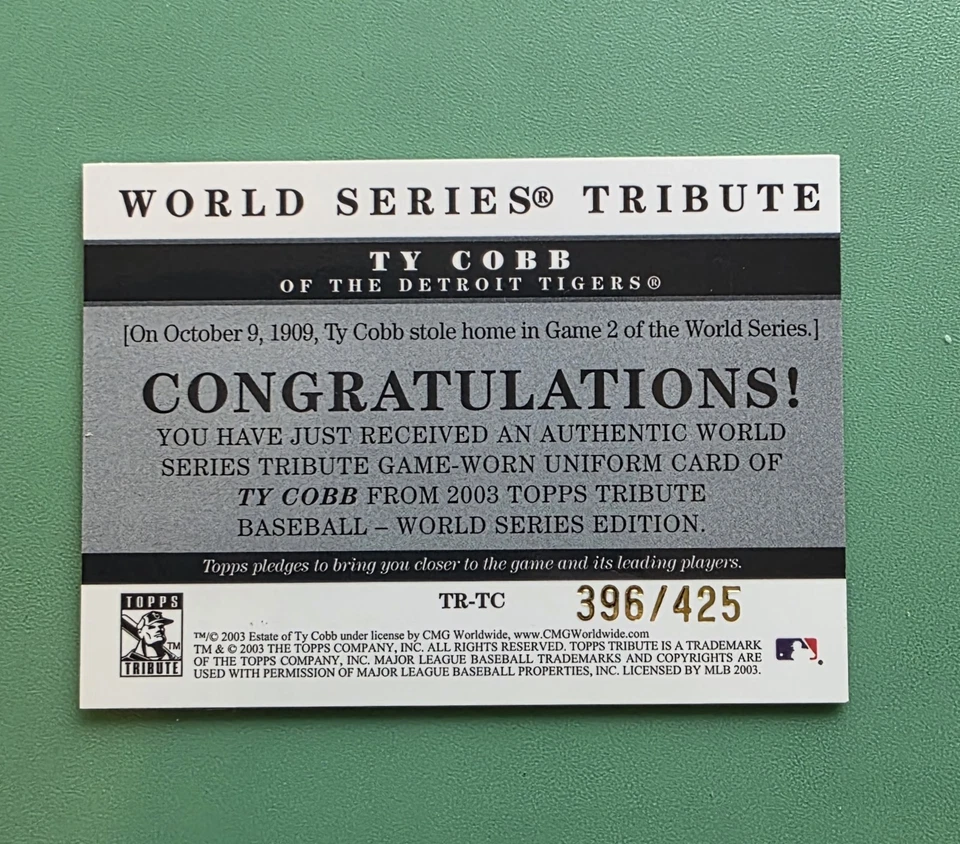 WORLD SERIES® TRIBUTE
TY COBB
OF THE DETROIT TIGERS®
[On October 9, 1909, Ty Cobb stole home in Game 2 of the World Series.]
CONGRATULATIONS!
YOU HAVE JUST RECEIVED AN AUTHENTIC WORLD
SERIES TRIBUTE GAME-WORN UNIFORM CARD OF
TY COBB FROM 2003 TOPPS TRIBUTE
BASEBALL – WORLD SERIES EDITION.
Topps pledges to bring you closer to the game and its leading players.
TR-TC 396/425
TOPPS
TM
TRIBUTE
™/© 2003 Estate of Ty Cobb under license by CMG Worldwide, www.CMGWorldwide.com
TM & © 2003 THE TOPPS COMPANY, INC. ALL RIGHTS RESERVED. TOPPS TRIBUTE IS A TRADEMARK
OF THE TOPPS COMPANY, INC. MAJOR LEAGUE BASEBALL TRADEMARKS AND COPYRIGHTS ARE
USED WITH PERMISSION OF MAJOR LEAGUE BASEBALL PROPERTIES, INC. LICENSED BY MLB 2003.
®